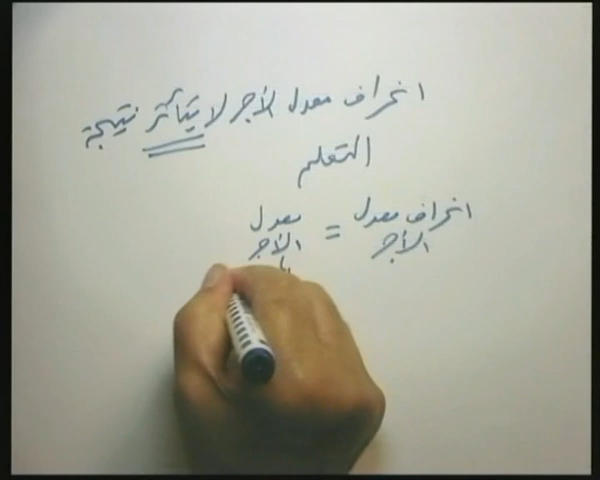 انحراف معدل الأجر لا يتأثر نتيجة
التعلم
انحراف معدل الأجر = معدل الأجر